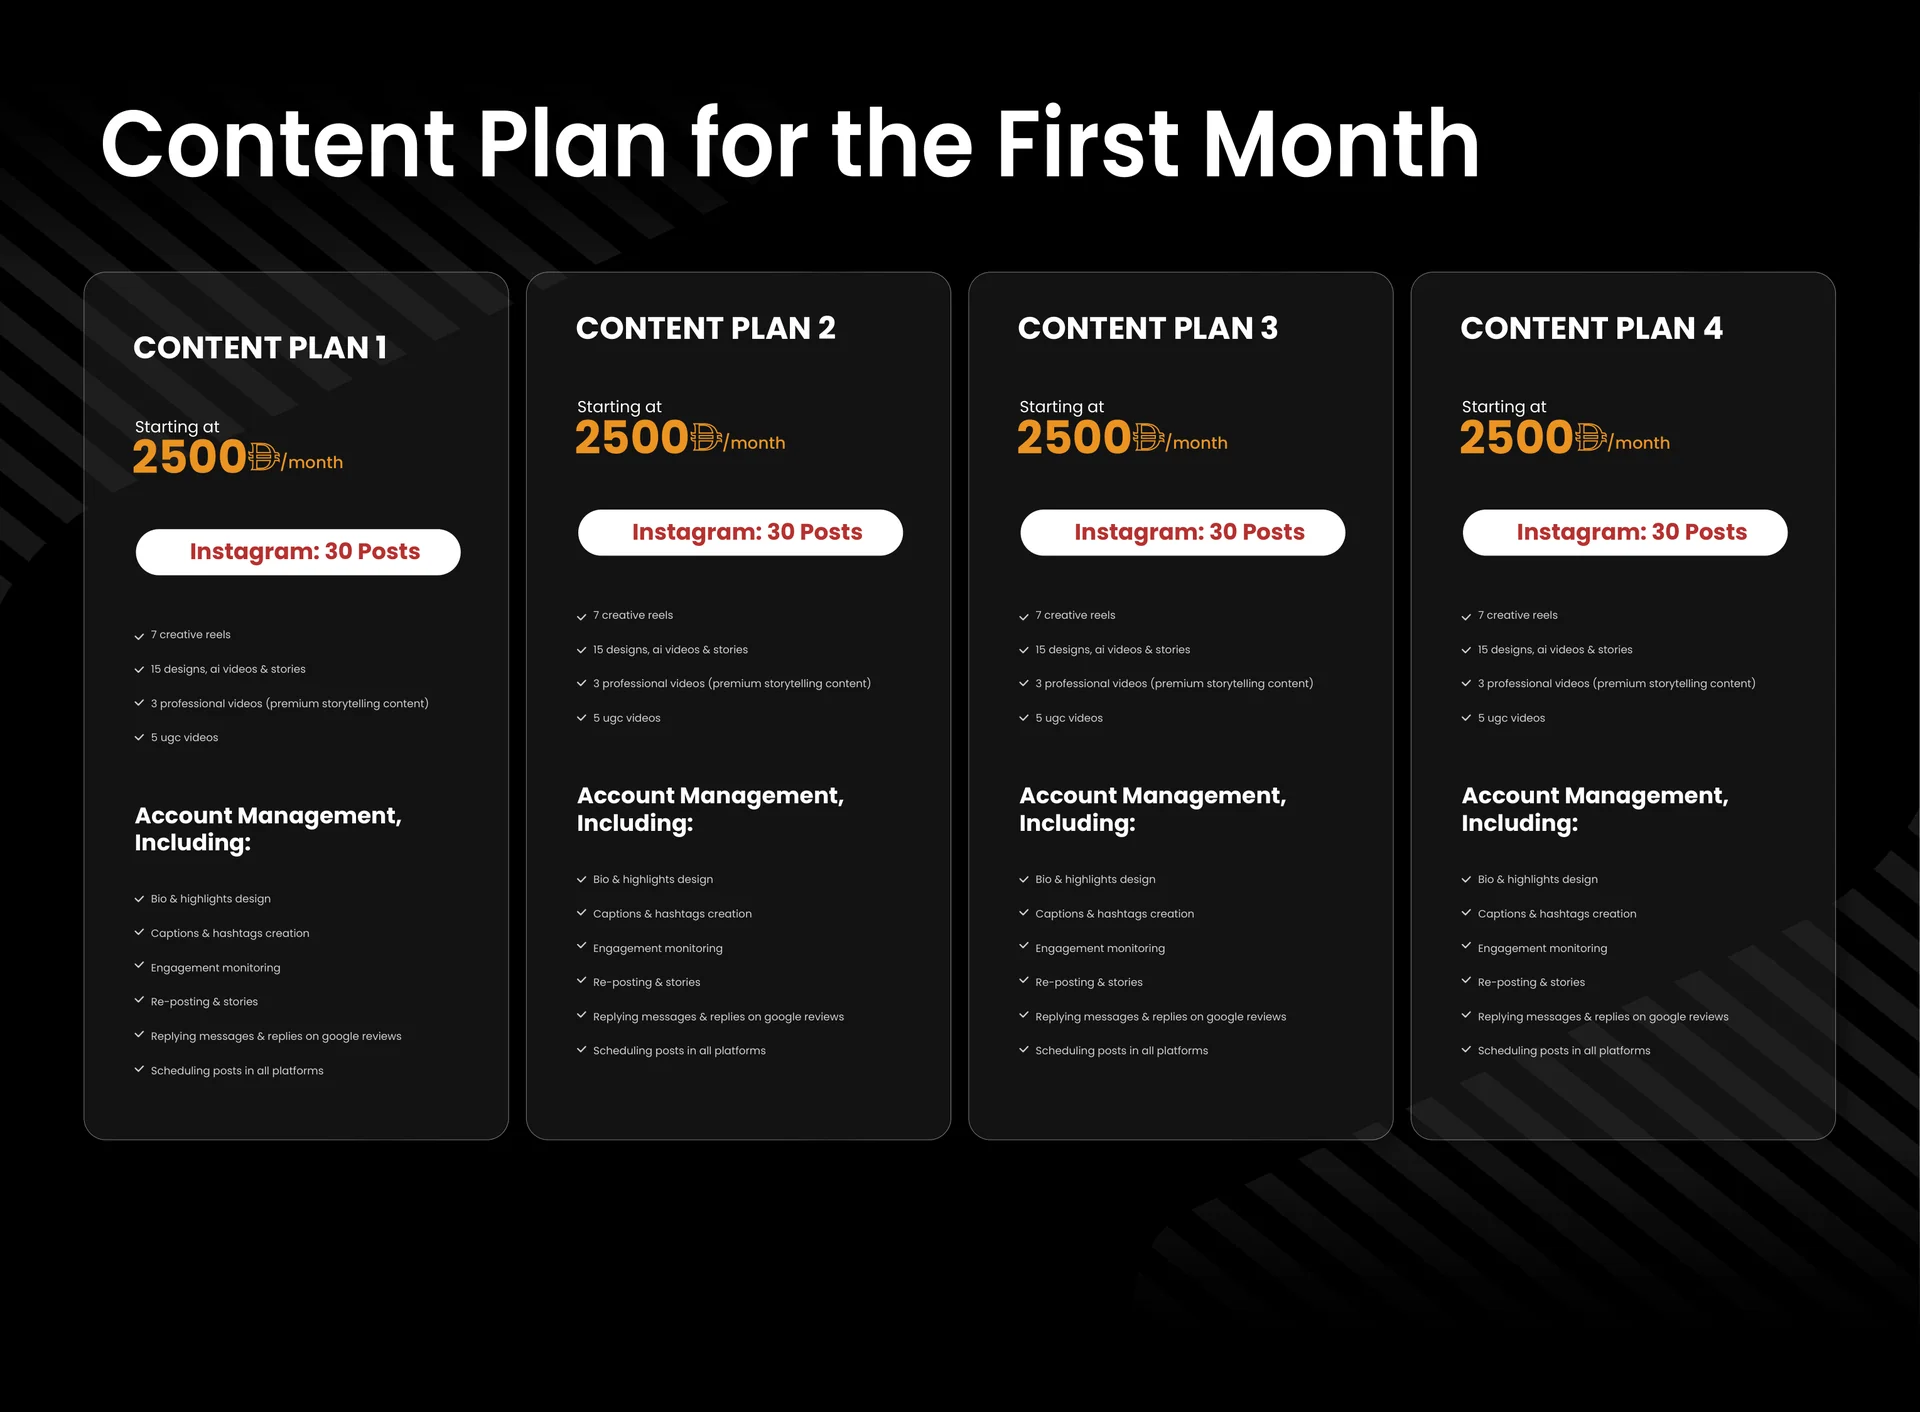 Content Plan for the First Month
CONTENT PLAN 1
Starting at
2500/month
Instagram: 30 Posts
7 creative reels
15 designs, ai videos & stories
3 professional videos (premium storytelling content)
5 ugc videos
Account Management,
Including:
Bio & highlights design
Captions & hashtags creation
Engagement monitoring
Re-posting & stories
Replying messages & replies on google reviews
Scheduling posts in all platforms
CONTENT PLAN 2
Starting at
2500/month
Instagram: 30 Posts
7 creative reels
15 designs, ai videos & stories
3 professional videos (premium storytelling content)
5 ugc videos
Account Management,
Including:
Bio & highlights design
Captions & hashtags creation
Engagement monitoring
Re-posting & stories
Replying messages & replies on google reviews
Scheduling posts in all platforms
CONTENT PLAN 3
Starting at
2500/month
Instagram: 30 Posts
7 creative reels
15 designs, ai videos & stories
3 professional videos (premium storytelling content)
5 ugc videos
Account Management,
Including:
Bio & highlights design
Captions & hashtags creation
Engagement monitoring
Re-posting & stories
Replying messages & replies on google reviews
Scheduling posts in all platforms
CONTENT PLAN 4
Starting at
2500/month
Instagram: 30 Posts
7 creative reels
15 designs, ai videos & stories
3 professional videos (premium storytelling content)
5 ugc videos
Account Management,
Including:
Bio & highlights design
Captions & hashtags creation
Engagement monitoring
Re-posting & stories
Replying messages & replies on google reviews
Scheduling posts in all platforms